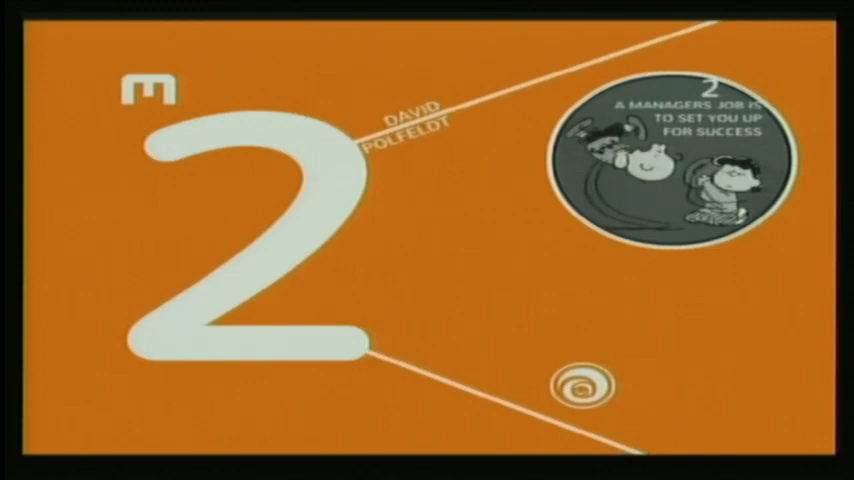 E
2
DAVID
POLFELDT
2
A MANAGERS JOB IS
TO SET YOU UP
FOR SUCCESS